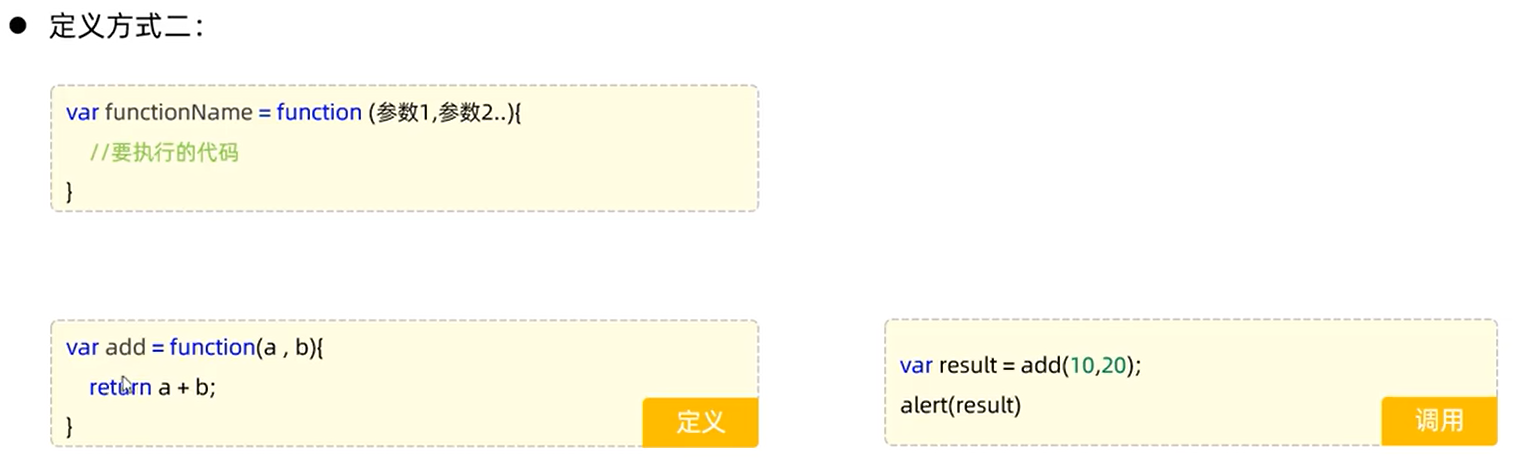 ● 定义方式二：
var functionName = function (参数1,参数2..){
//要执行的代码
}
var add = function(a , b){
return a + b;
}
定义
var result = add(10,20);
alert(result)
调用